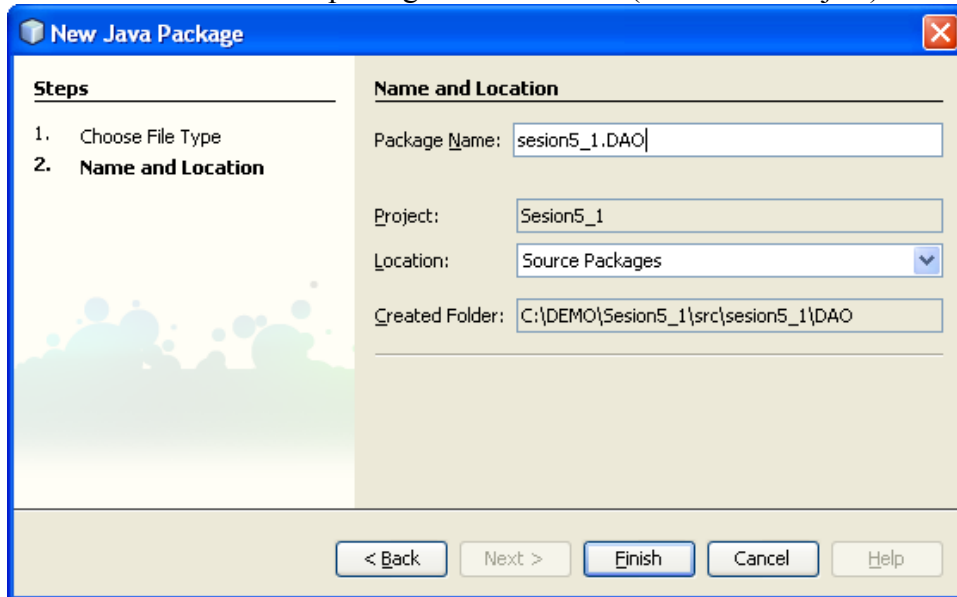 New Java Package
Steps
1. Choose File Type
2. Name and Location
Name and Location
Package Name: sesion5_1.DAO
Project: Sesion5_1
Location: Source Packages
Created Folder: C:\DEMO\Sesion5_1\src\sesion5_1\DAO
< Back Next > Finish Cancel Help